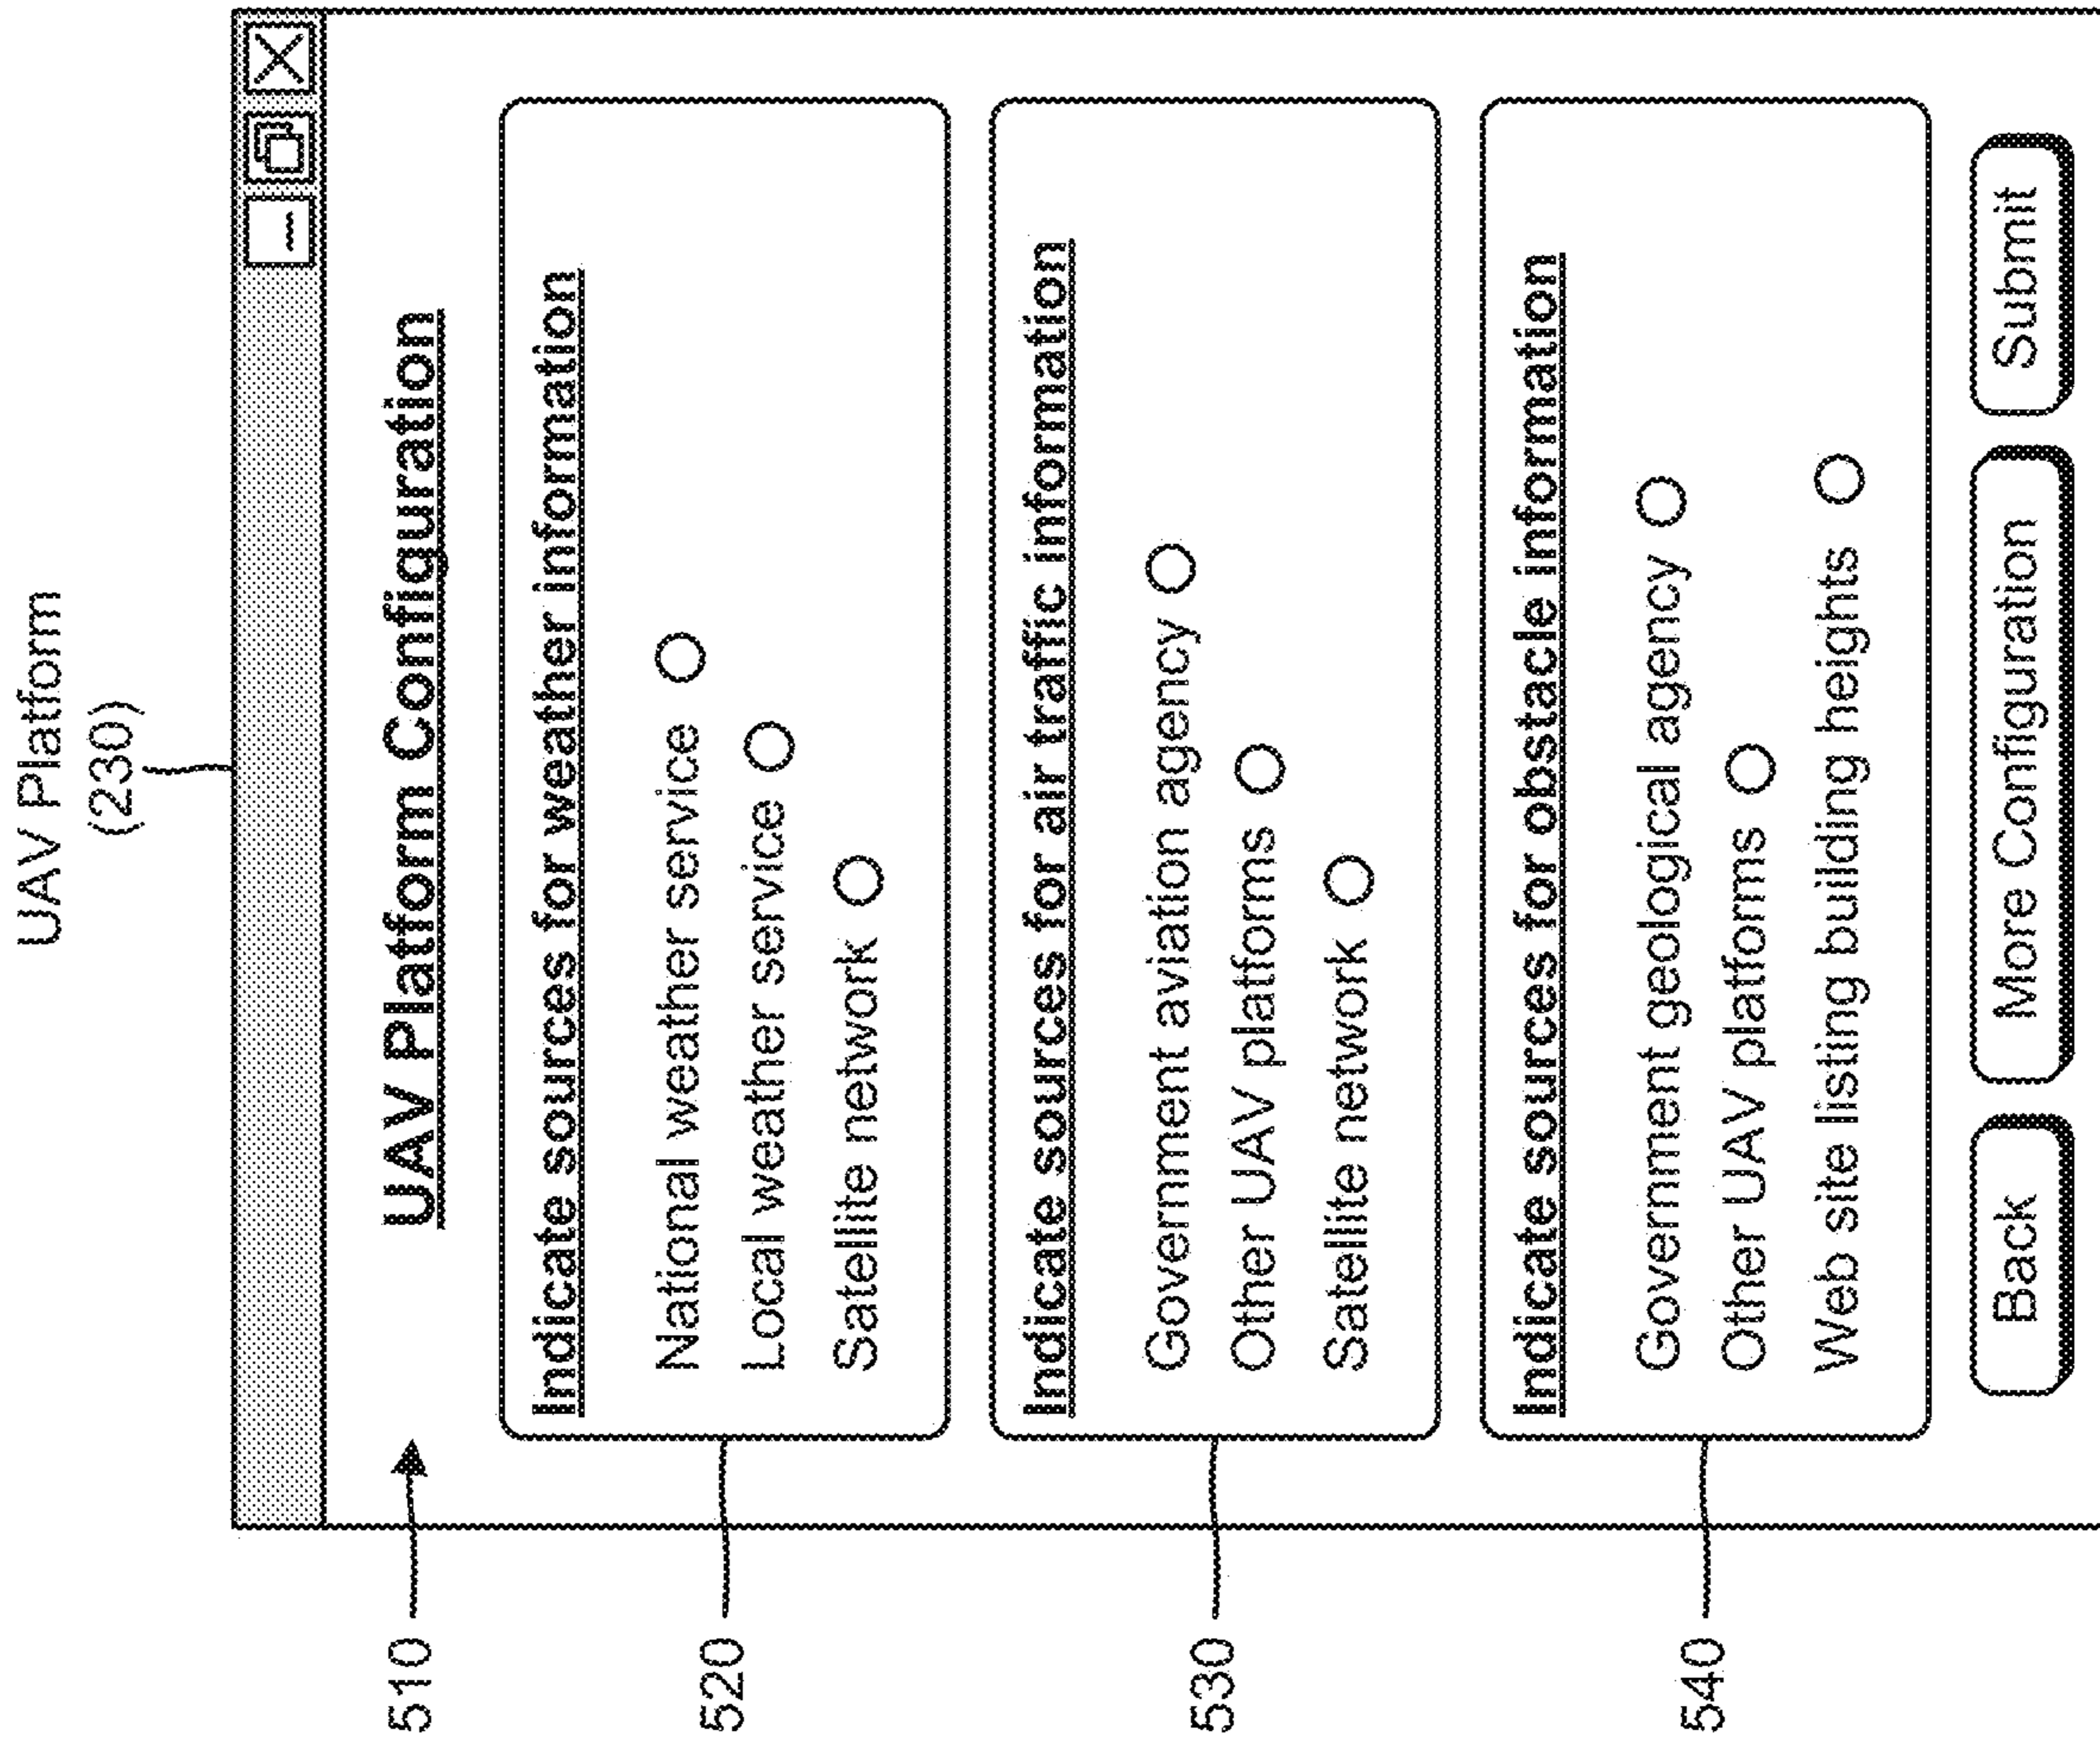 UAV Platform
(230)
510
UAV Platform Configuration
520
Indicate sources for weather information
National weather service
Local weather service
Satellite network
530
Indicate sources for air traffic information
Government aviation agency
Other UAV platforms
Satellite network
540
Indicate sources for obstacle information
Government geological agency
Other UAV platforms
Web site listing building heights
Back
More Configuration
Submit